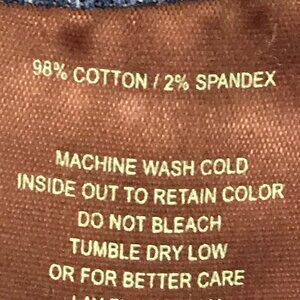 98% COTTON / 2% SPANDEX
MACHINE WASH COLD
INSIDE OUT TO RETAIN COLOR
DO NOT BLEACH
TUMBLE DRY LOW
OR FOR BETTER CARE